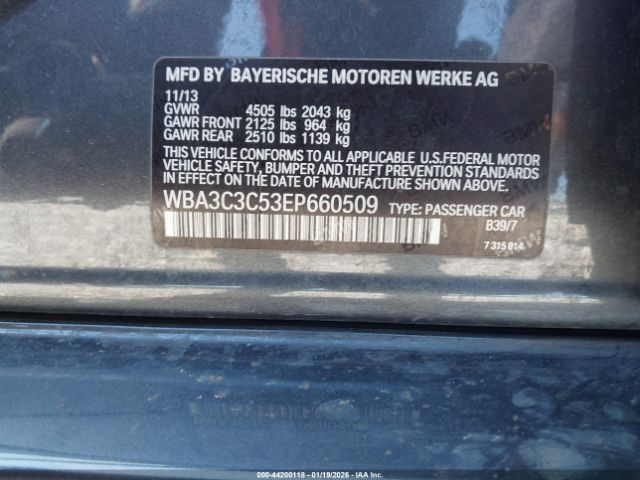 MFD BY BAYERISCHE MOTOREN WERKE AG
11/13
GVWR 4505 lbs 2043 kg
GAWR FRONT 2125 lbs 964 kg
GAWR REAR 2510 lbs 1139 kg
THIS VEHICLE CONFORMS TO ALL APPLICABLE U.S.FEDERAL MOTOR
VEHICLE SAFETY, BUMPER AND THEFT PREVENTION STANDARDS
IN EFFECT ON THE DATE OF MANUFACTURE SHOWN ABOVE.
WBA3C3C53EP660509 TYPE: PASSENGER CAR
B39/7
7 315 814
00-44200118 - 01/19/2026 - IAAC